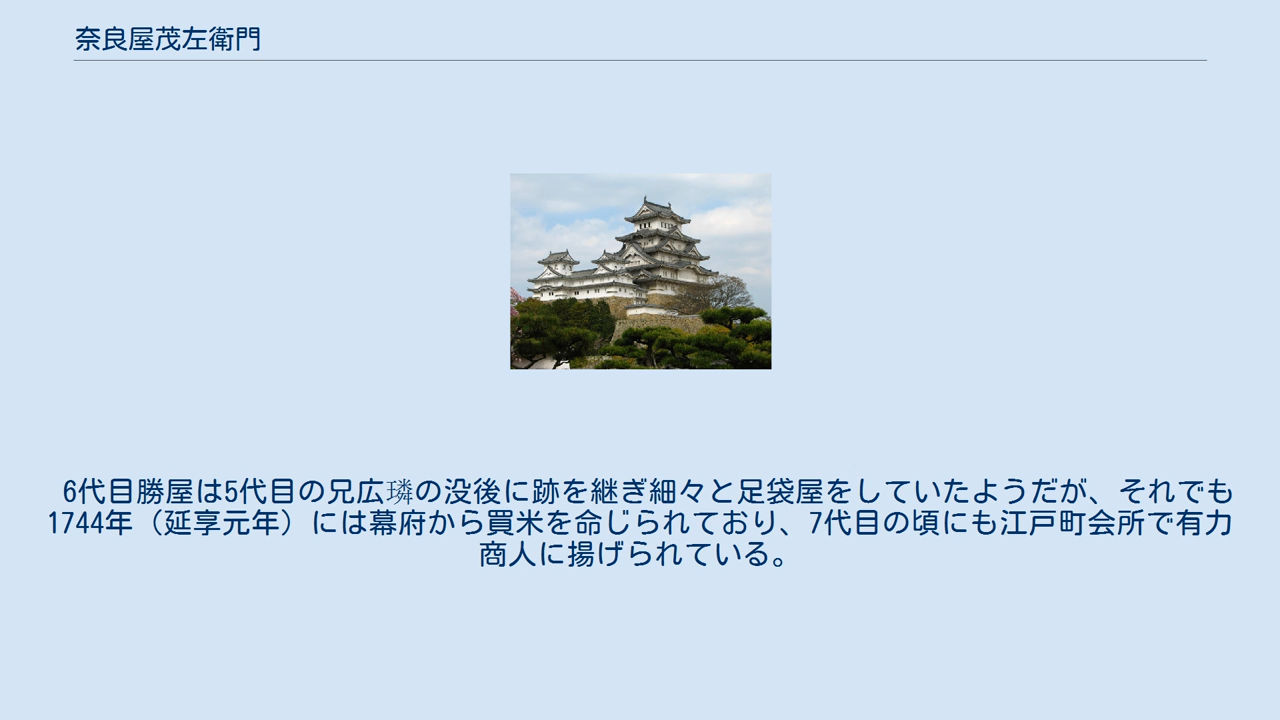 奈良屋茂左衛門
6代目勝屋は5代目の兄広璘の没後に跡を継ぎ細々と足袋屋をしていたようだが、それでも
1744年（延享元年）には幕府から買米を命じられており、7代目の頃にも江戸町会所で有力
商人に揚げられている。